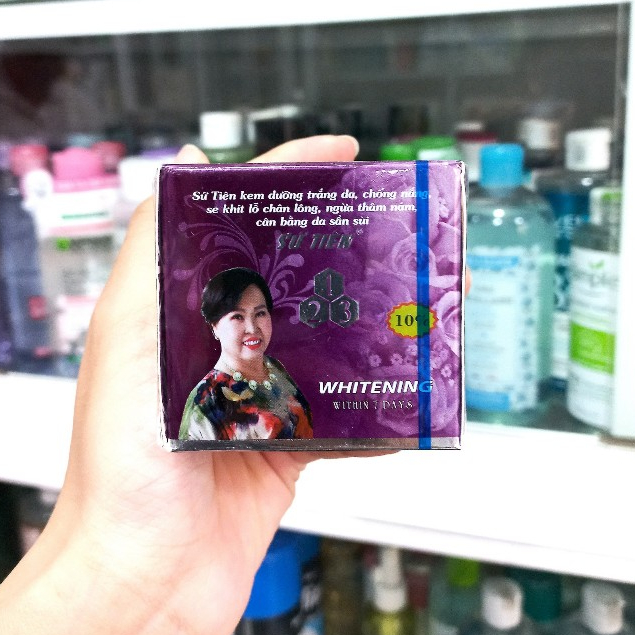 Sứ Tiên kem dưỡng trắng da, chống nắng,
se khít lỗ chân lông, ngừa thâm nám,
cân bằng da sần sùi
SỨ TIÊN
1
2 3
10%
WHITENING
WITHIN 7 DAYS